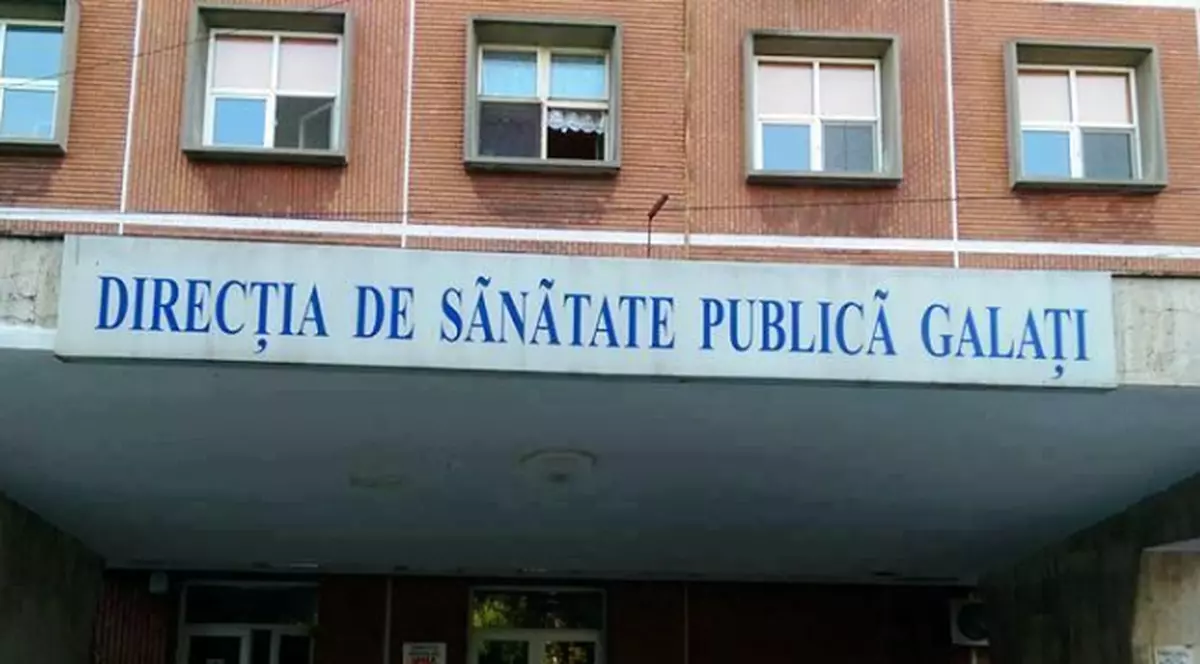 DIRECȚIA DE SÃNÃTATE PUBLICÃ GALAȚI